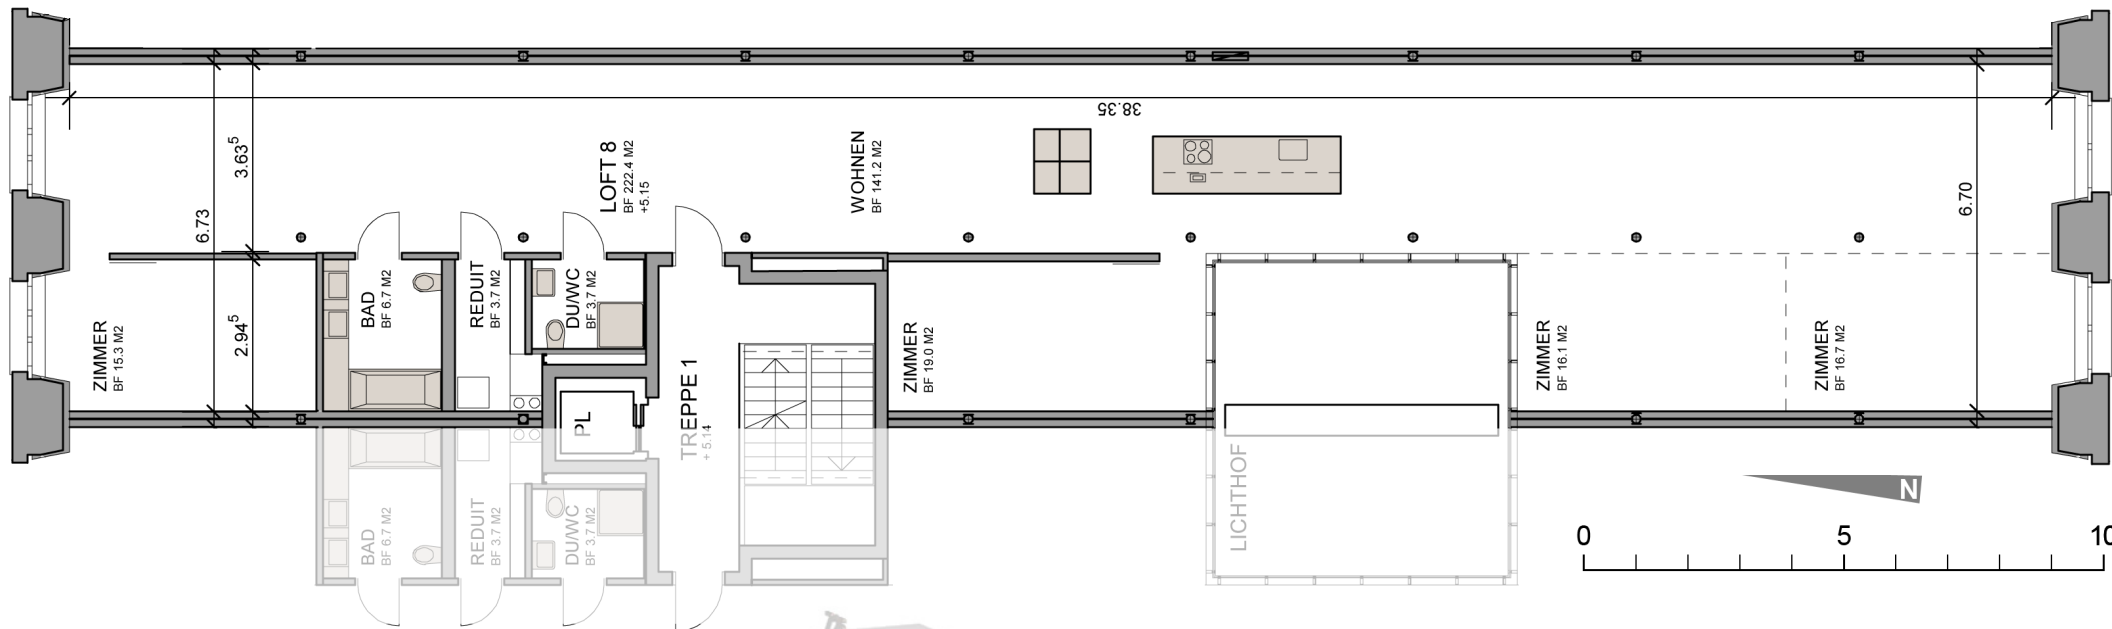 38.35
3.63⁵
6.73
2.94⁵
6.70
LOFT 8
BF 222.4 M2
+5.15
WOHNEN
BF 141.2 M2
ZIMMER
BF 15.3 M2
BAD
BF 6.7 M2
REDUIT
BF 3.7 M2
DU/WC
BF 3.7 M2
PL
TREPPE 1
+ 5.14
ZIMMER
BF 19.0 M2
ZIMMER
BF 16.1 M2
ZIMMER
BF 16.7 M2
BAD
BF 6.7 M2
REDUIT
BF 3.7 M2
DU/WC
BF 3.7 M2
LICHTHOF
N
0 5 10